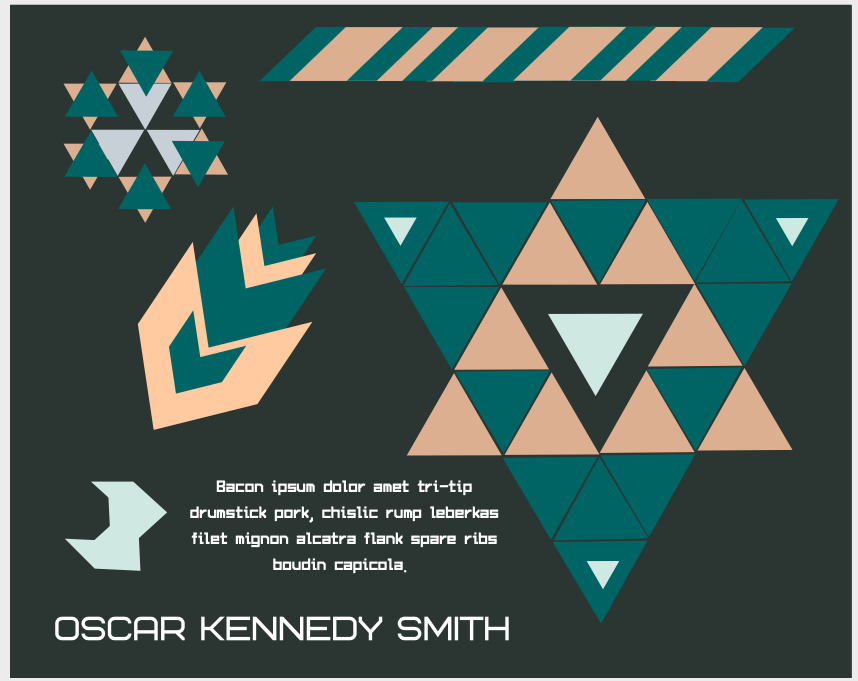 Bacon ipsum dolor amet tri-tip
drumstick pork, chislic rump leberkas
filet mignon alcatra flank spare ribs
boudin capicola.
OSCAR KENNEDY SMITH